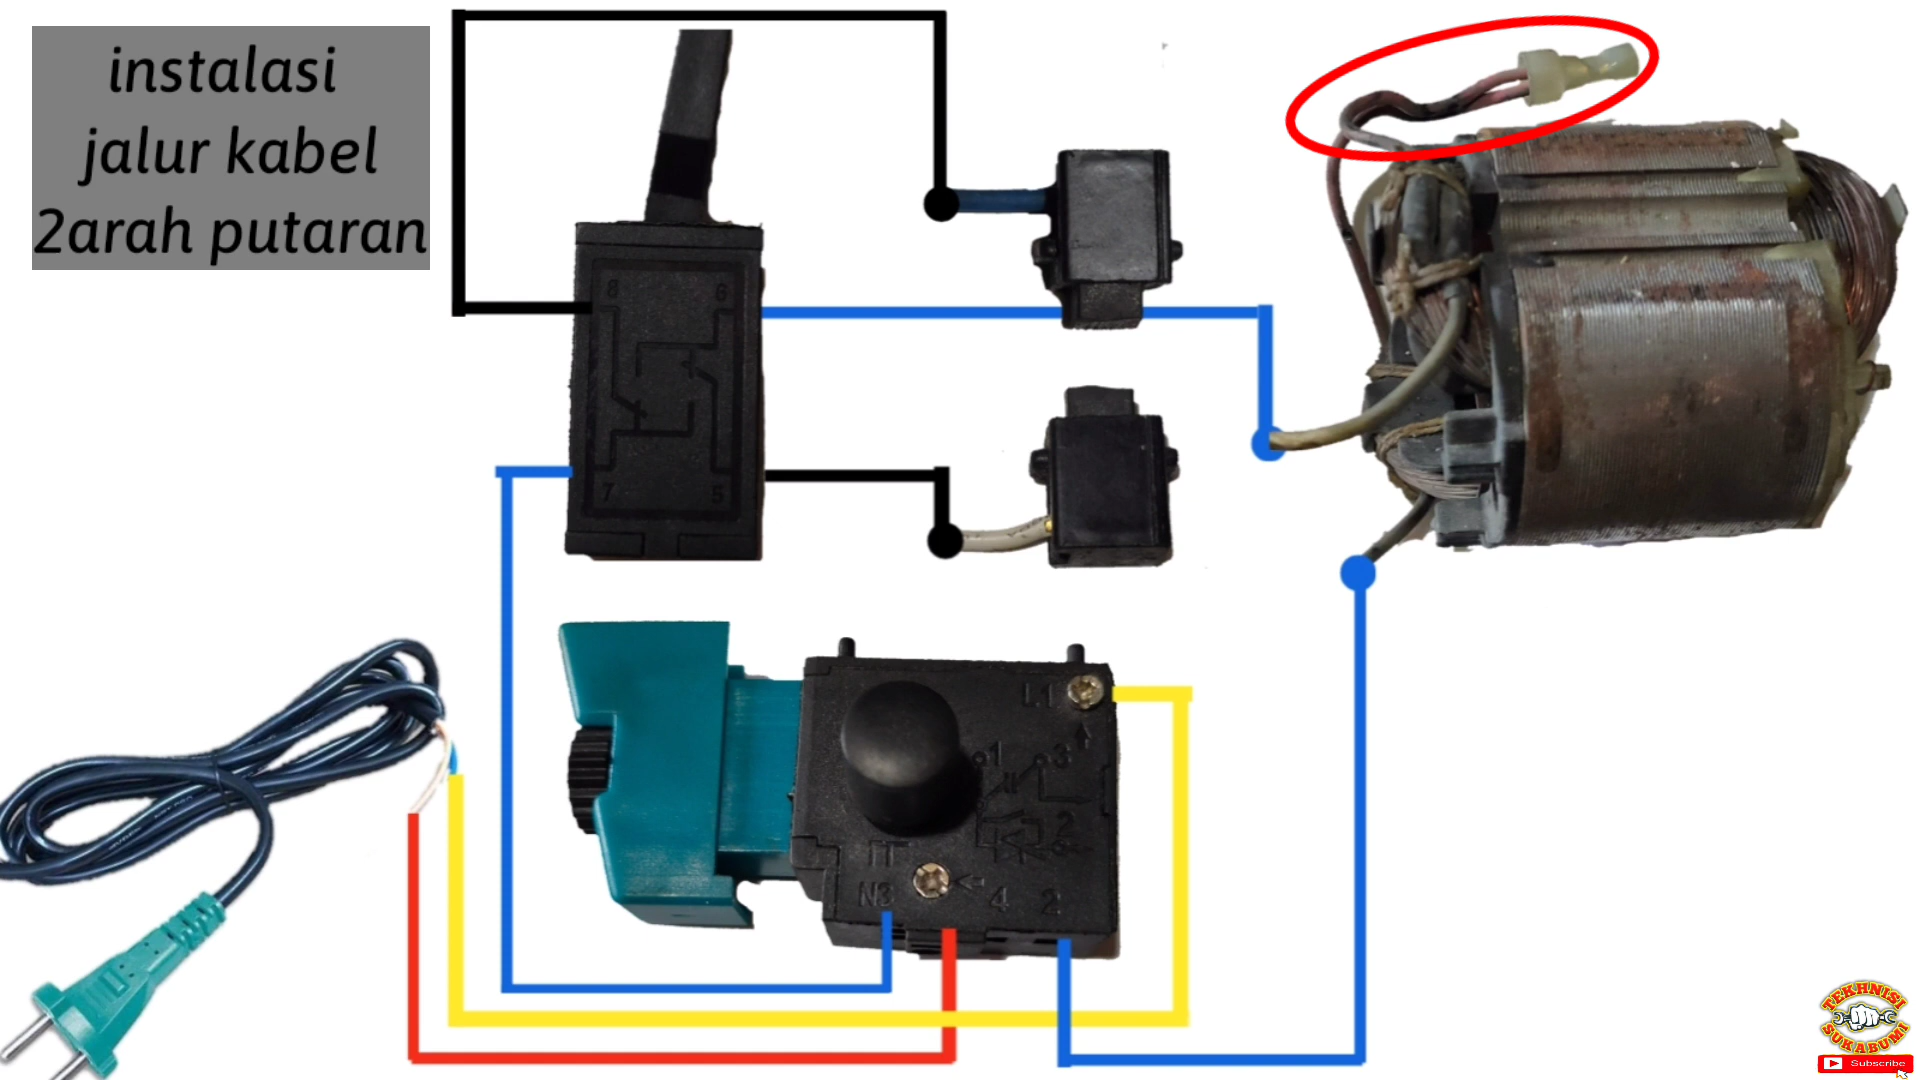 instalasi
jalur kabel
2arah putaran
8 6
7 5
L1
1 3
2
N3 4 2
TEKHNISI
SUKABUMI
Subscribe